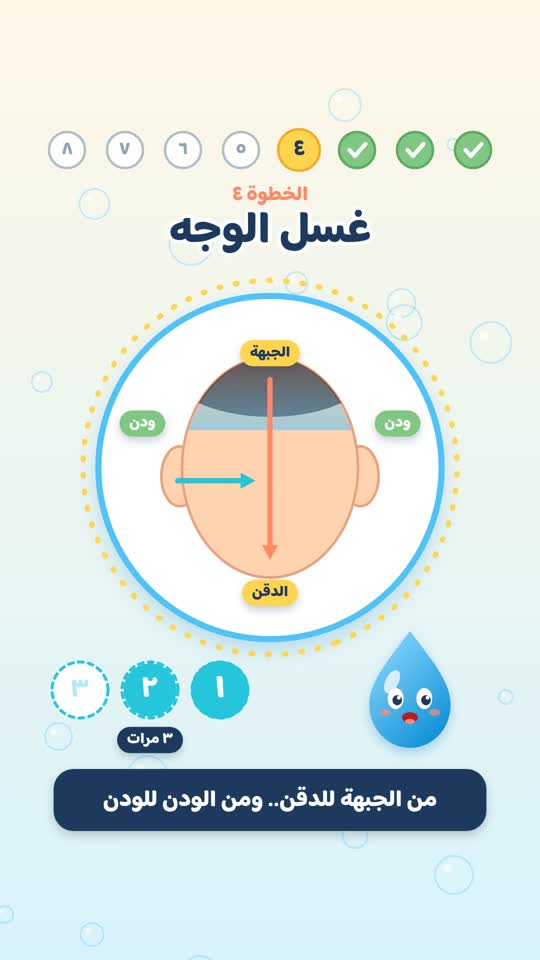 ٤ ٥ ٦ ٧ ٨
الخطوة ٤
غسل الوجه
الجبهة
ودن ودن
الدقن
١ ٢ ٣
٣ مرات
من الجبهة للدقن.. ومن الودن للودن